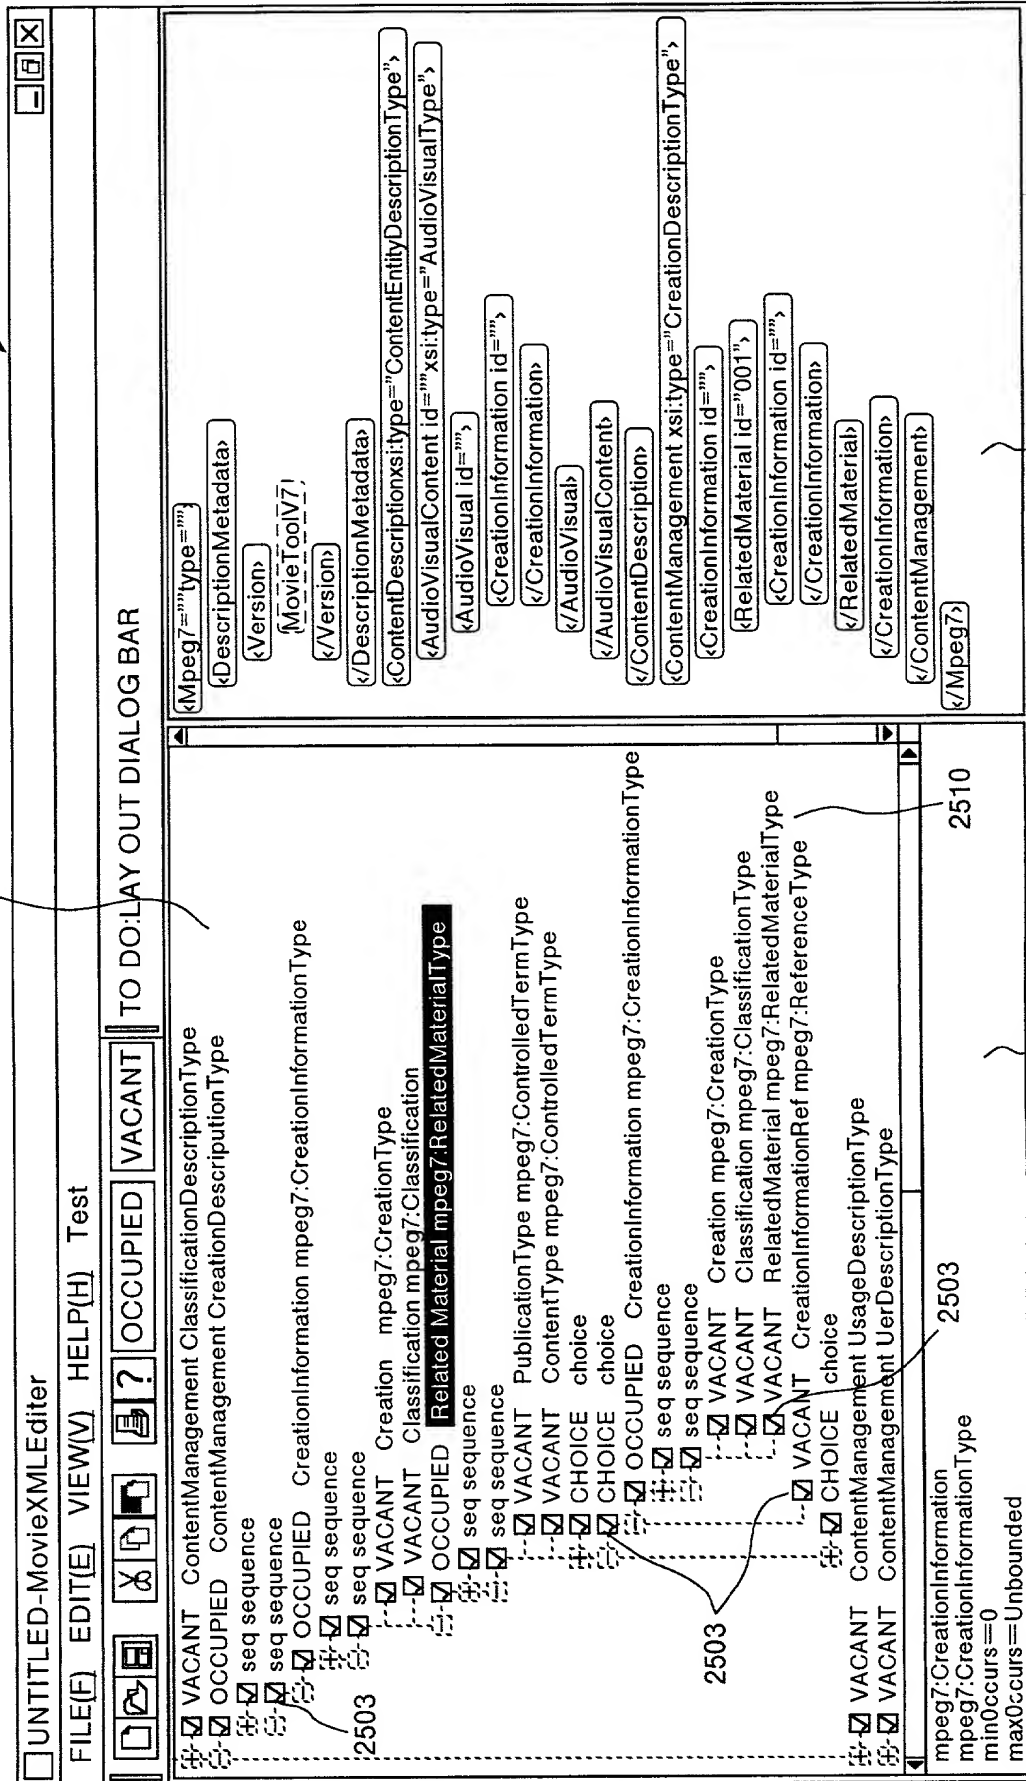 UNTITLED-MovieXMLEditer
FILE(F) EDIT(E) VIEW(V) HELP(H) Test
? OCCUPIED VACANT TO DO:LAY OUT DIALOG BAR
VACANT ContentManagement ClassificationDescriptionType
OCCUPIED ContentManagement CreationDescriputionType
seq sequence
seq sequence
OCCUPIED CreationInformation mpeg7:CreationInformationType
seq sequence
seq sequence
VACANT Creation mpeg7:CreationType
VACANT Classification mpeg7:Classification
OCCUPIED Related Material mpeg7:RelatedMaterialType
seq sequence
seq sequence
VACANT PublicationType mpeg7:ControlledTermType
VACANT ContentType mpeg7:ControlledTermType
CHOICE choice
CHOICE choice
OCCUPIED CreationInformation mpeg7:CreationInformationType
seq sequence
seq sequence
VACANT Creation mpeg7:CreationType
VACANT Classification mpeg7:ClassificationType
VACANT RelatedMaterial mpeg7:RelatedMaterialType
VACANT CreationInformationRef mpeg7:ReferenceType
CHOICE choice
VACANT ContentManagement UsageDescriptionType
VACANT ContentManagement UerDescriptionType
2503
2503
2503
2510
mpeg7:CreationInformation
mpeg7:CreationInformationType
min0ccurs=0
max0ccurs=Unbounded
<Mpeg7=""type="">
<DescriptionMetadata>
<Version>
MovieToolV7!
</Version>
</DescriptionMetadata>
<ContentDescriptionxsi:type="ContentEntityDescriptionType">
<AudioVisualContent id=""xsi:type="AudioVisualType">
<AudioVisual id="">
<CreationInformation id="">
</CreationInformation>
</AudioVisual>
</AudioVisualContent>
</ContentDescription>
<ContentManagement xsi:type="CreationDescriptionType">
<CreationInformation id="">
<RelatedMaterial id="001">
<CreationInformation id="">
</CreationInformation>
</RelatedMaterial>
</CreationInformation>
</ContentManagement>
</Mpeg7>